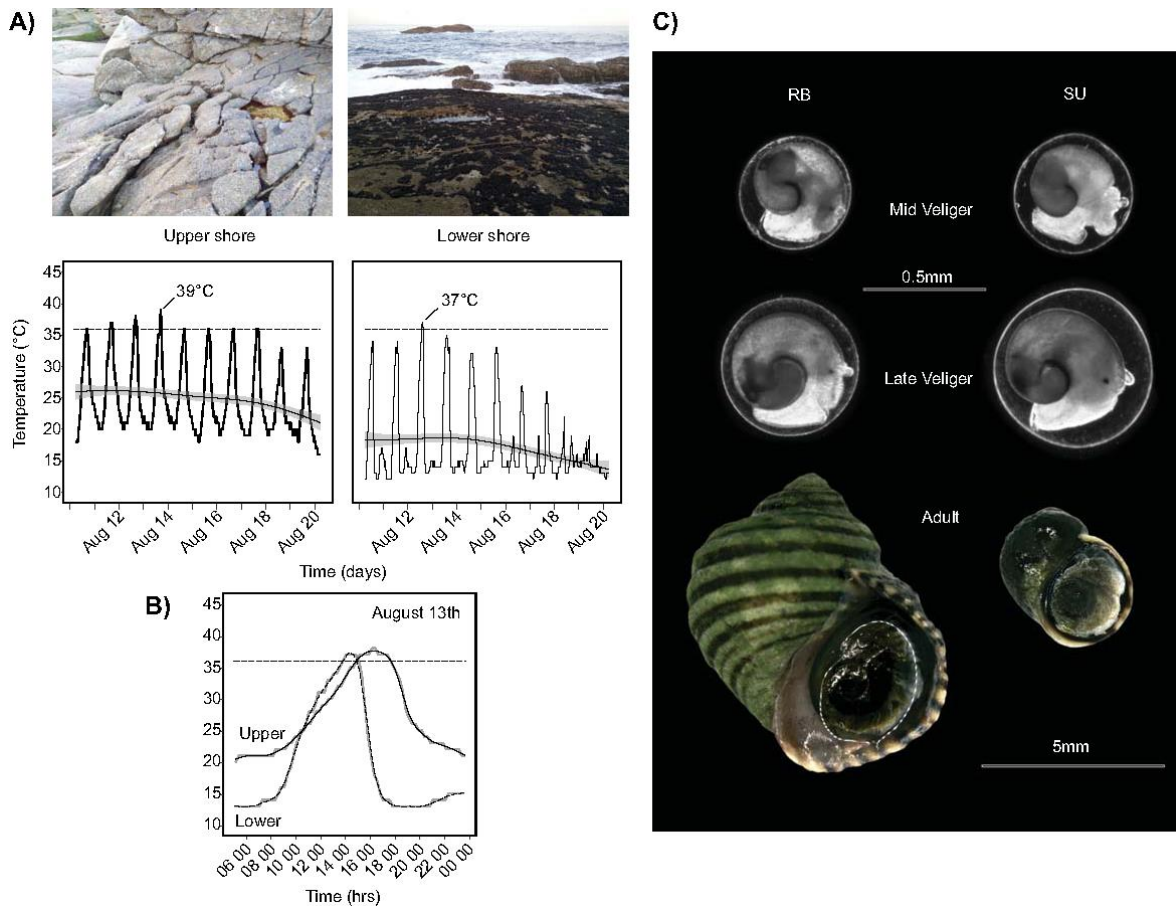 A)
Upper shore
Lower shore
Temperature (°C)
45
40
35
30
25
20
15
10
39°C
37°C
Aug 12
Aug 14
Aug 16
Aug 18
Aug 20
Aug 12
Aug 14
Aug 16
Aug 18
Aug 20
Time (days)
B)
August 13th
45
40
35
30
25
20
15
10
Upper
Lower
06 00
08 00
10 00
12 00
14 00
16 00
18 00
20 00
22 00
00 00
Time (hrs)
C)
RB
SU
Mid Veliger
0.5mm
Late Veliger
Adult
5mm